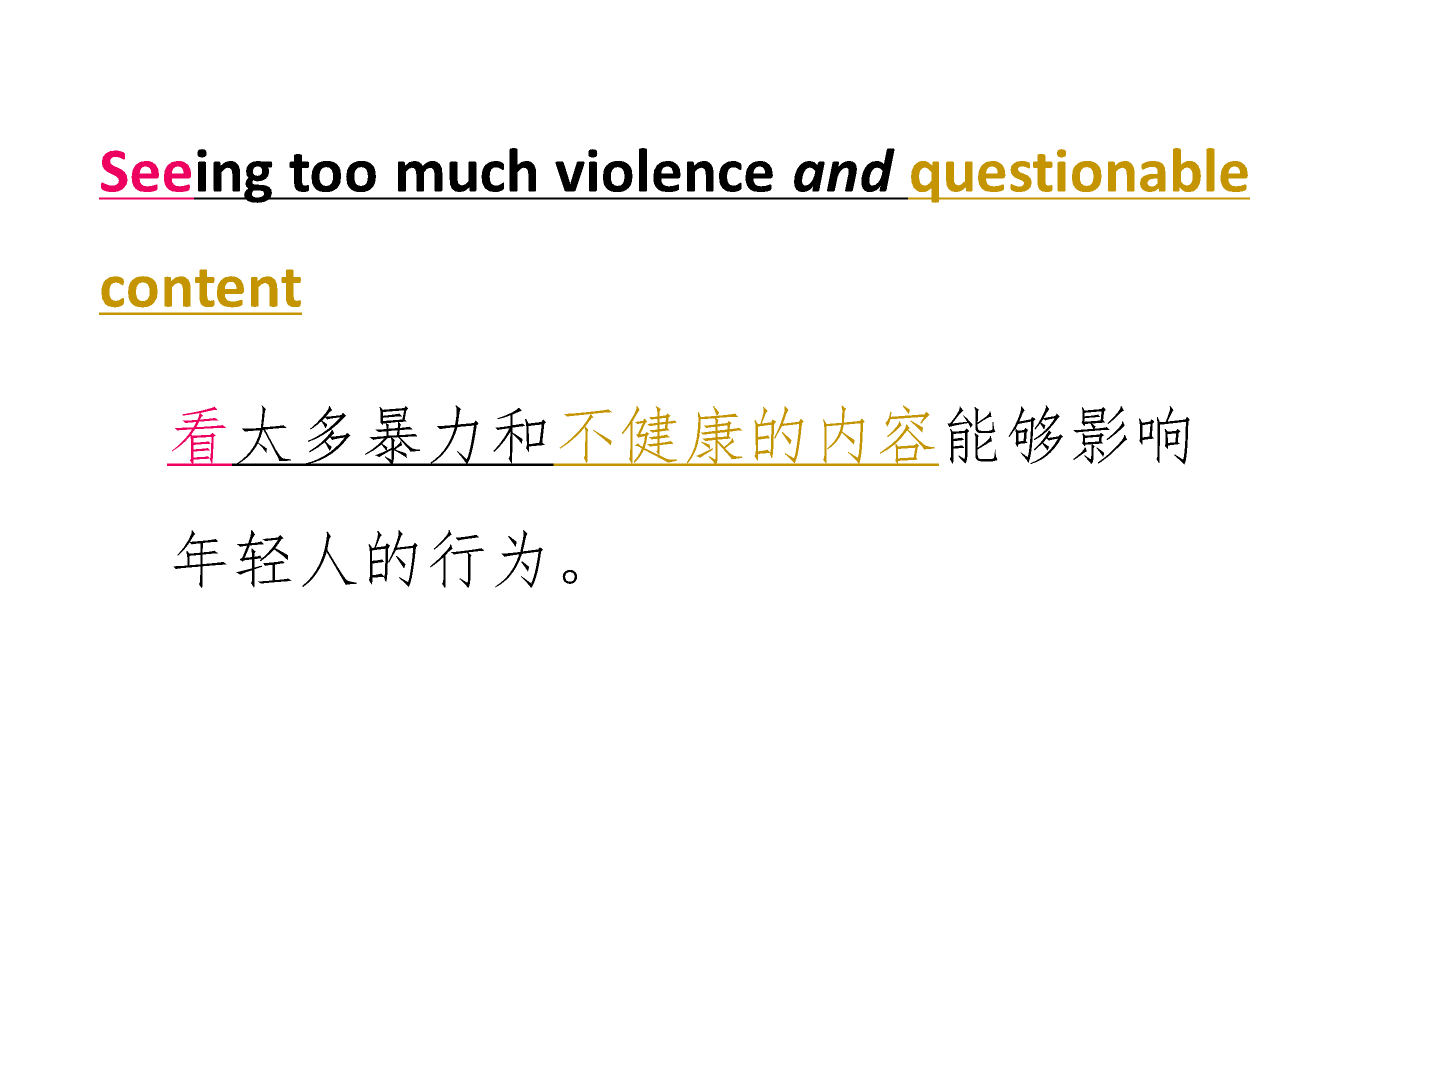 Seeing too much violence and questionable
content
看太多暴力和不健康的内容能够影响
年轻人的行为。